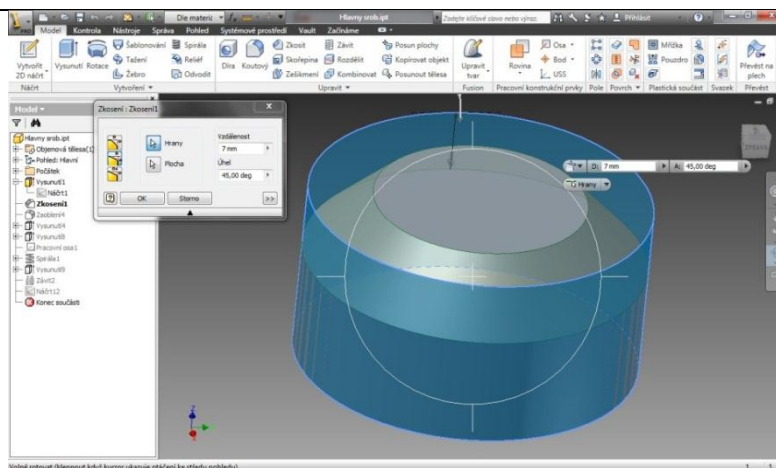 PRO
Die materiá
Hlavny srob.ipt
Zadejte klíčové slovo nebo výraz.
Přihlásit
Model Kontrola Nástroje Správa Pohled Systémové prostředí Vault Začínáme
Vytvořit 2D náčrt
Vysunutí
Rotace
Šablonování
Tažení
Žebro
Spirála
Reliéf
Odvodit
Díra
Koutový
Zkosit
Skořepina
Zešikmení
Závit
Rozdělit
Kombinovat
Posun plochy
Kopírovat objekt
Posunout tělesa
Upravit tvar
Rovina
Osa
Bod
USS
Mřížka
Pouzdro
Převést na plech
Náčrt Vytvoření Upravit Fusion Pracovní konstrukční prvky Pole Povrch Plastická součást Svazek Převést
Model
Hlavny srob.ipt
Objemová tělesa(1)
Pohled: Hlavní
Počátek
Vysunutí1
Náčrt1
Zkosení1
Zaoblení4
Vysunutí4
Vysunutí8
Pracovní osa1
Spirála1
Vysunutí9
Závit2
Náčrt12
Konec součásti
Zkosení : Zkosení1
X
Hrany
Plocha
Vzdálenost
7 mm
Úhel
45,00 deg
?
OK
Storno
>>
D: 7 mm
A: 45,00 deg
Hrany
ZPRAVA
Volně rotovat (klepnout když kurzor ukazuje otáčení ke středu pohledu)
1 1